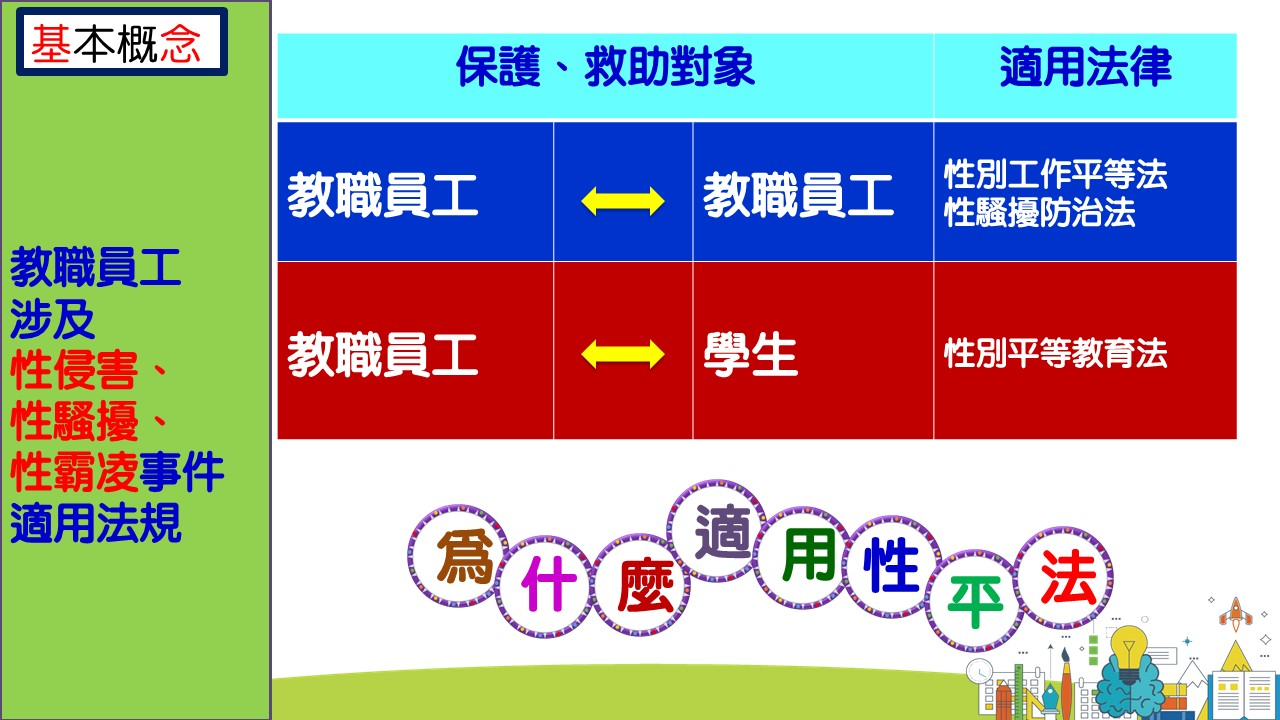 基本概念
教職員工
涉及
性侵害、
性騷擾、
性霸凌事件
適用法規
保護、救助對象
適用法律
教職員工
教職員工
性別工作平等法
性騷擾防治法
教職員工
學生
性別平等教育法
為什麼適用性平法